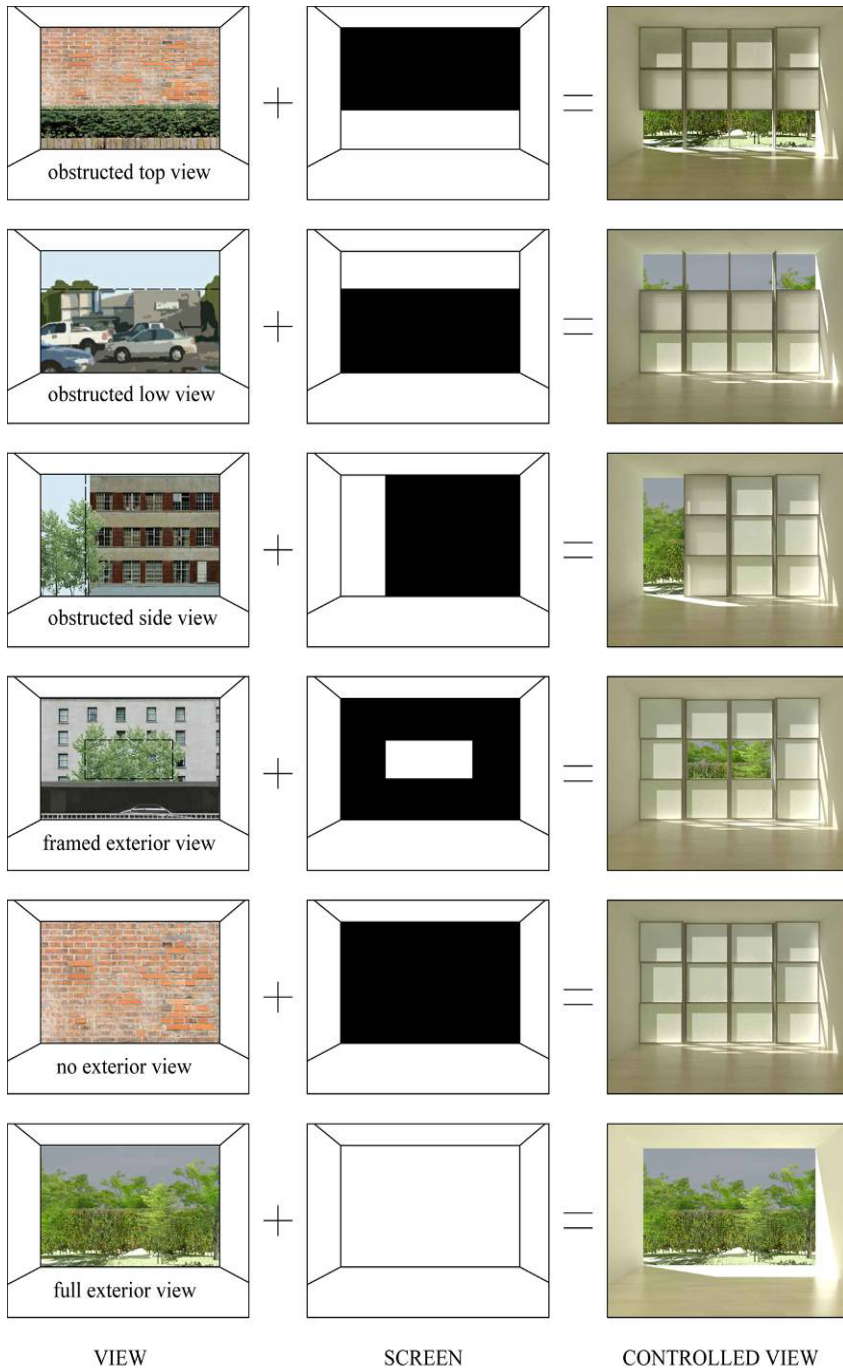 obstructed top view
obstructed low view
obstructed side view
framed exterior view
no exterior view
full exterior view
VIEW SCREEN CONTROLLED VIEW